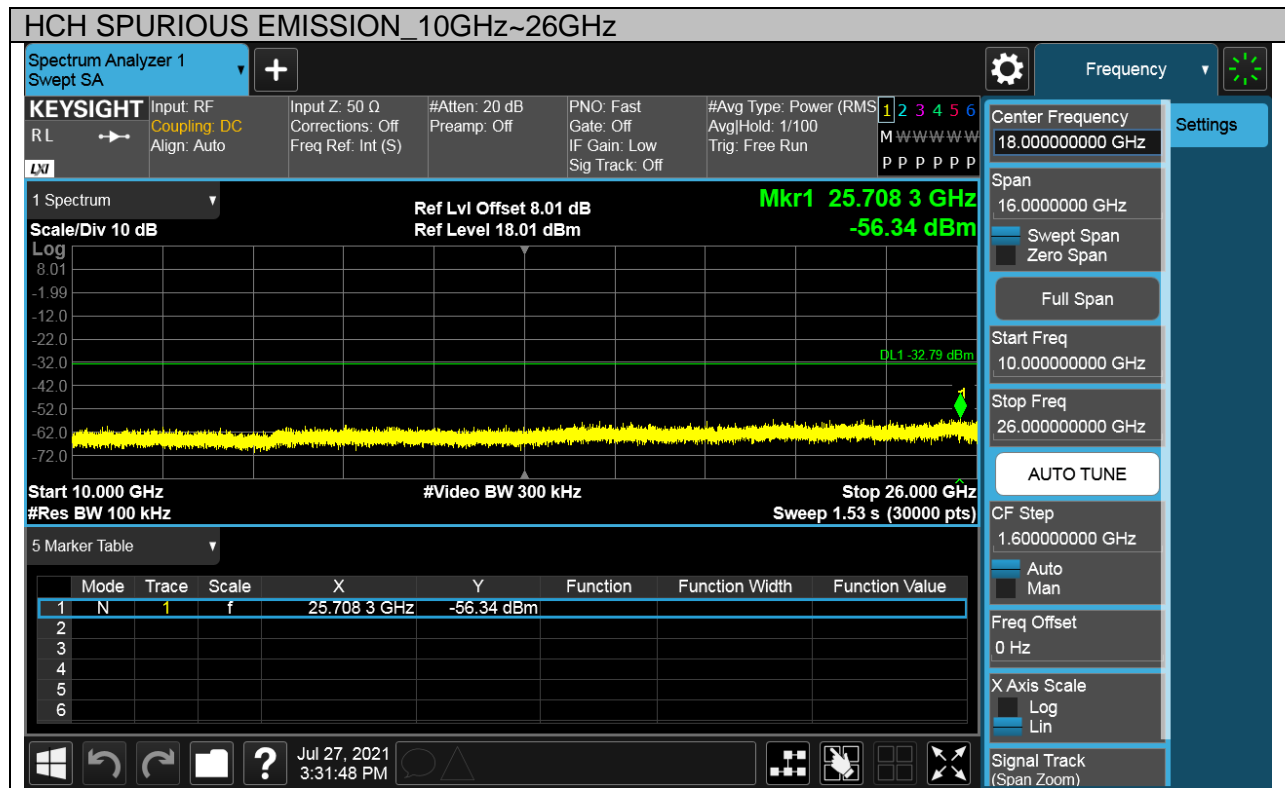 HCH SPURIOUS EMISSION_10GHz~26GHz
Spectrum Analyzer 1
Swept SA
+
Frequency
KEYSIGHT
RL
LXI
Input: RF
Coupling: DC
Align: Auto
Input Z: 50 Ω
Corrections: Off
Freq Ref: Int (S)
#Atten: 20 dB
Preamp: Off
PNO: Fast
Gate: Off
IF Gain: Low
Sig Track: Off
#Avg Type: Power (RMS
Avg|Hold: 1/100
Trig: Free Run
1 2 3 4 5 6
M W W W W W
P P P P P P
1 Spectrum
Scale/Div 10 dB
Ref Lvl Offset 8.01 dB
Ref Level 18.01 dBm
Mkr1 25.708 3 GHz
-56.34 dBm
Log
8.01
-1.99
-12.0
-22.0
-32.0
-42.0
-52.0
-62.0
-72.0
DL1 -32.79 dBm
1
Start 10.000 GHz
#Res BW 100 kHz
#Video BW 300 kHz
Stop 26.000 GHz
Sweep 1.53 s (30000 pts)
5 Marker Table
Mode Trace Scale X Y Function Function Width Function Value
1 N 1 f 25.708 3 GHz -56.34 dBm
2
3
4
5
6
?
Jul 27, 2021
3:31:48 PM
Center Frequency
18.000000000 GHz
Settings
Span
16.0000000 GHz
Swept Span
Zero Span
Full Span
Start Freq
10.000000000 GHz
Stop Freq
26.000000000 GHz
AUTO TUNE
CF Step
1.600000000 GHz
Auto
Man
Freq Offset
0 Hz
X Axis Scale
Log
Lin
Signal Track
(Span Zoom)